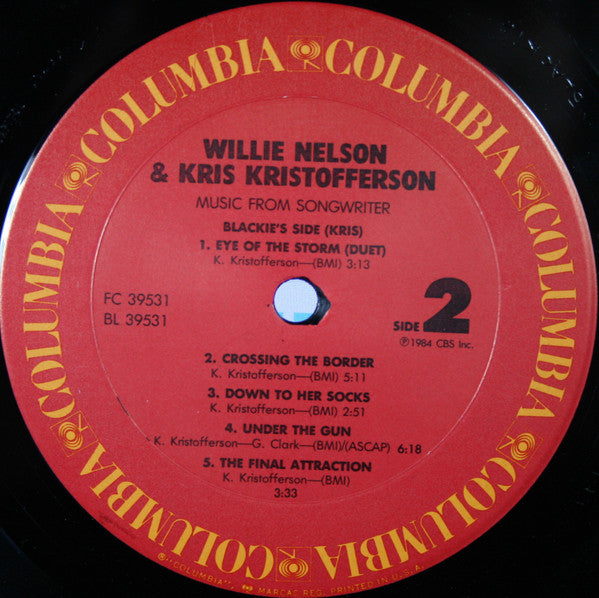 COLUMBIA COLUMBIA COLUMBIA COLUMBIA COLUMBIA COLUMBIA
WILLIE NELSON
& KRIS KRISTOFFERSON
MUSIC FROM SONGWRITER
BLACKIE'S SIDE (KRIS)
1. EYE OF THE STORM (DUET)
K. Kristofferson—(BMI) 3:13
FC 39531
BL 39531
SIDE 2
℗1984 CBS Inc.
2. CROSSING THE BORDER
K. Kristofferson—(BMI) 5:11
3. DOWN TO HER SOCKS
K. Kristofferson—(BMI) 2:51
4. UNDER THE GUN
K. Kristofferson—G. Clark—(BMI)/(ASCAP) 6:18
5. THE FINAL ATTRACTION
K. Kristofferson—(BMI)
3:33
®"COLUMBIA", MARCAS REG. PRINTED IN U.S.A.